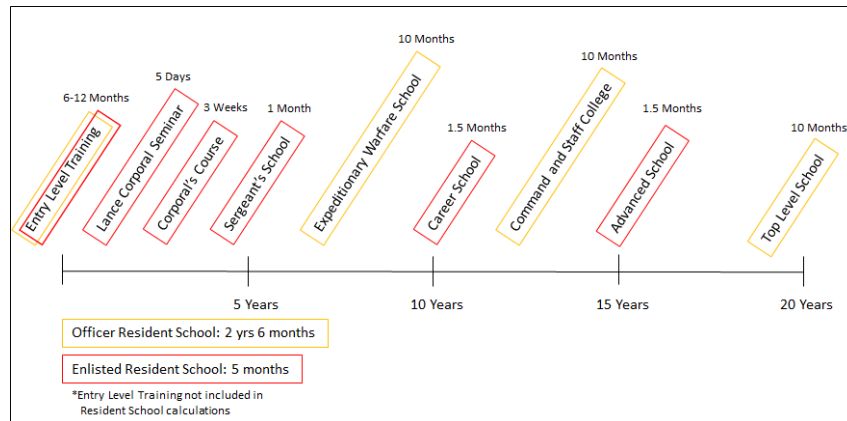 6-12 Months
Entry Level Training
5 Days
Lance Corporal Seminar
3 Weeks
Corporal's Course
1 Month
Sergeant's School
10 Months
Expeditionary Warfare School
1.5 Months
Career School
10 Months
Command and Staff College
1.5 Months
Advanced School
10 Months
Top Level School
5 Years
10 Years
15 Years
20 Years
Officer Resident School: 2 yrs 6 months
Enlisted Resident School: 5 months
*Entry Level Training not included in
Resident School calculations